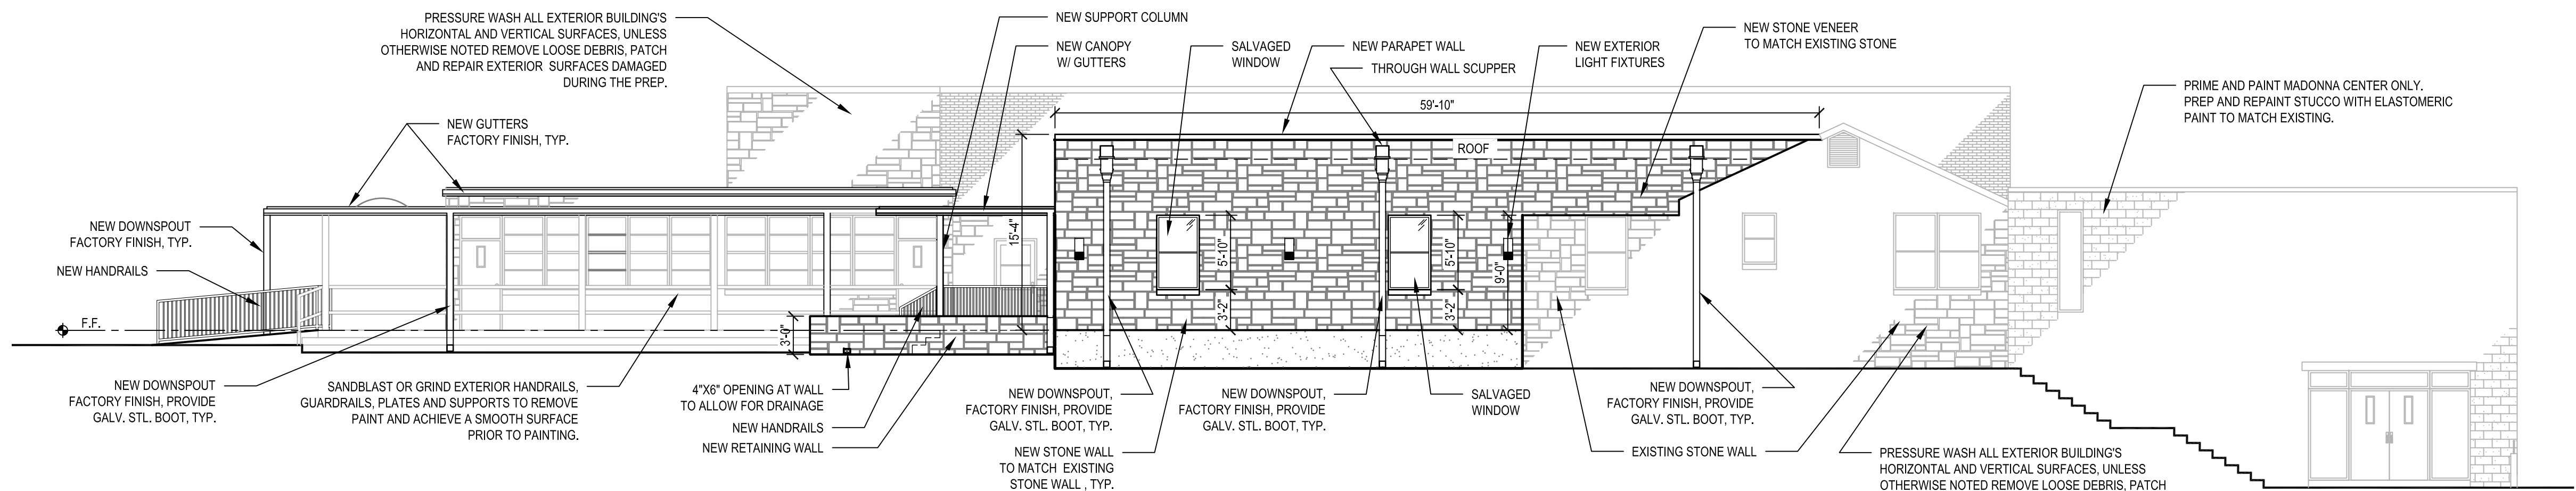 PRESSURE WASH ALL EXTERIOR BUILDING'S
HORIZONTAL AND VERTICAL SURFACES, UNLESS
OTHERWISE NOTED REMOVE LOOSE DEBRIS, PATCH
AND REPAIR EXTERIOR SURFACES DAMAGED
DURING THE PREP.
NEW SUPPORT COLUMN
NEW CANOPY
W/ GUTTERS
SALVAGED
WINDOW
NEW PARAPET WALL
THROUGH WALL SCUPPER
NEW EXTERIOR
LIGHT FIXTURES
NEW STONE VENEER
TO MATCH EXISTING STONE
PRIME AND PAINT MADONNA CENTER ONLY.
PREP AND REPAINT STUCCO WITH ELASTOMERIC
PAINT TO MATCH EXISTING.
59'-10"
NEW GUTTERS
FACTORY FINISH, TYP.
ROOF
NEW DOWNSPOUT
FACTORY FINISH, TYP.
NEW HANDRAILS
F.F.
15'-4"
5'-10"
3'-2"
5'-10"
3'-2"
9'-0"
3'-0"
NEW DOWNSPOUT
FACTORY FINISH, PROVIDE
GALV. STL. BOOT, TYP.
SANDBLAST OR GRIND EXTERIOR HANDRAILS,
GUARDRAILS, PLATES AND SUPPORTS TO REMOVE
PAINT AND ACHIEVE A SMOOTH SURFACE
PRIOR TO PAINTING.
4"X6" OPENING AT WALL
TO ALLOW FOR DRAINAGE
NEW HANDRAILS
NEW RETAINING WALL
NEW DOWNSPOUT,
FACTORY FINISH, PROVIDE
GALV. STL. BOOT, TYP.
NEW STONE WALL
TO MATCH EXISTING
STONE WALL , TYP.
NEW DOWNSPOUT,
FACTORY FINISH, PROVIDE
GALV. STL. BOOT, TYP.
SALVAGED
WINDOW
NEW DOWNSPOUT,
FACTORY FINISH, PROVIDE
GALV. STL. BOOT, TYP.
EXISTING STONE WALL
PRESSURE WASH ALL EXTERIOR BUILDING'S
HORIZONTAL AND VERTICAL SURFACES, UNLESS
OTHERWISE NOTED REMOVE LOOSE DEBRIS, PATCH